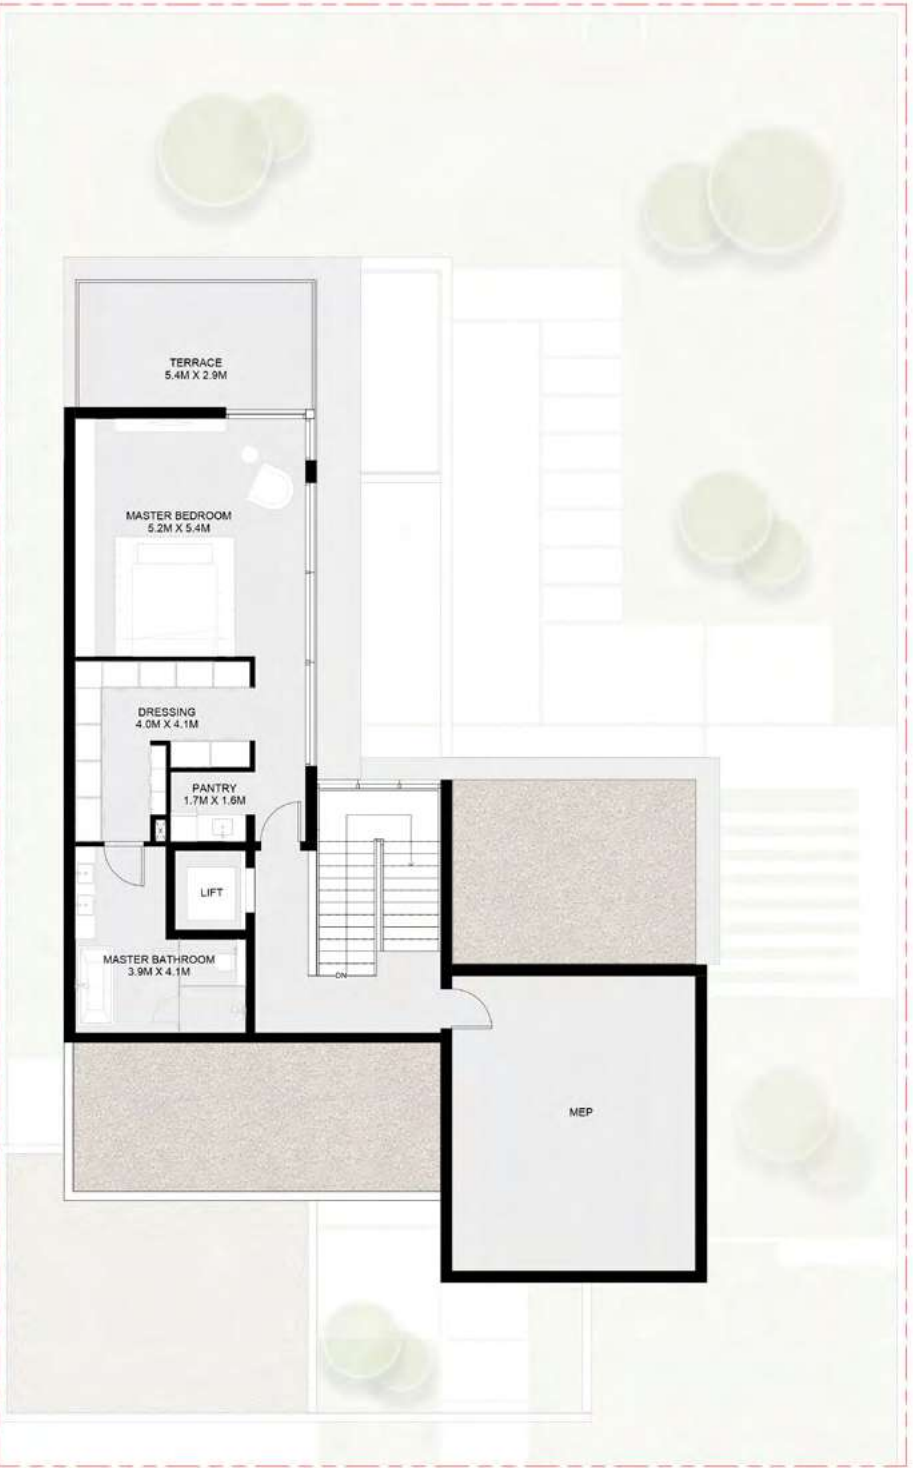 TERRACE
5.4M X 2.9M
MASTER BEDROOM
5.2M X 5.4M
DRESSING
4.0M X 4.1M
PANTRY
1.7M X 1.6M
LIFT
MASTER BATHROOM
3.9M X 4.1M
DN
MEP